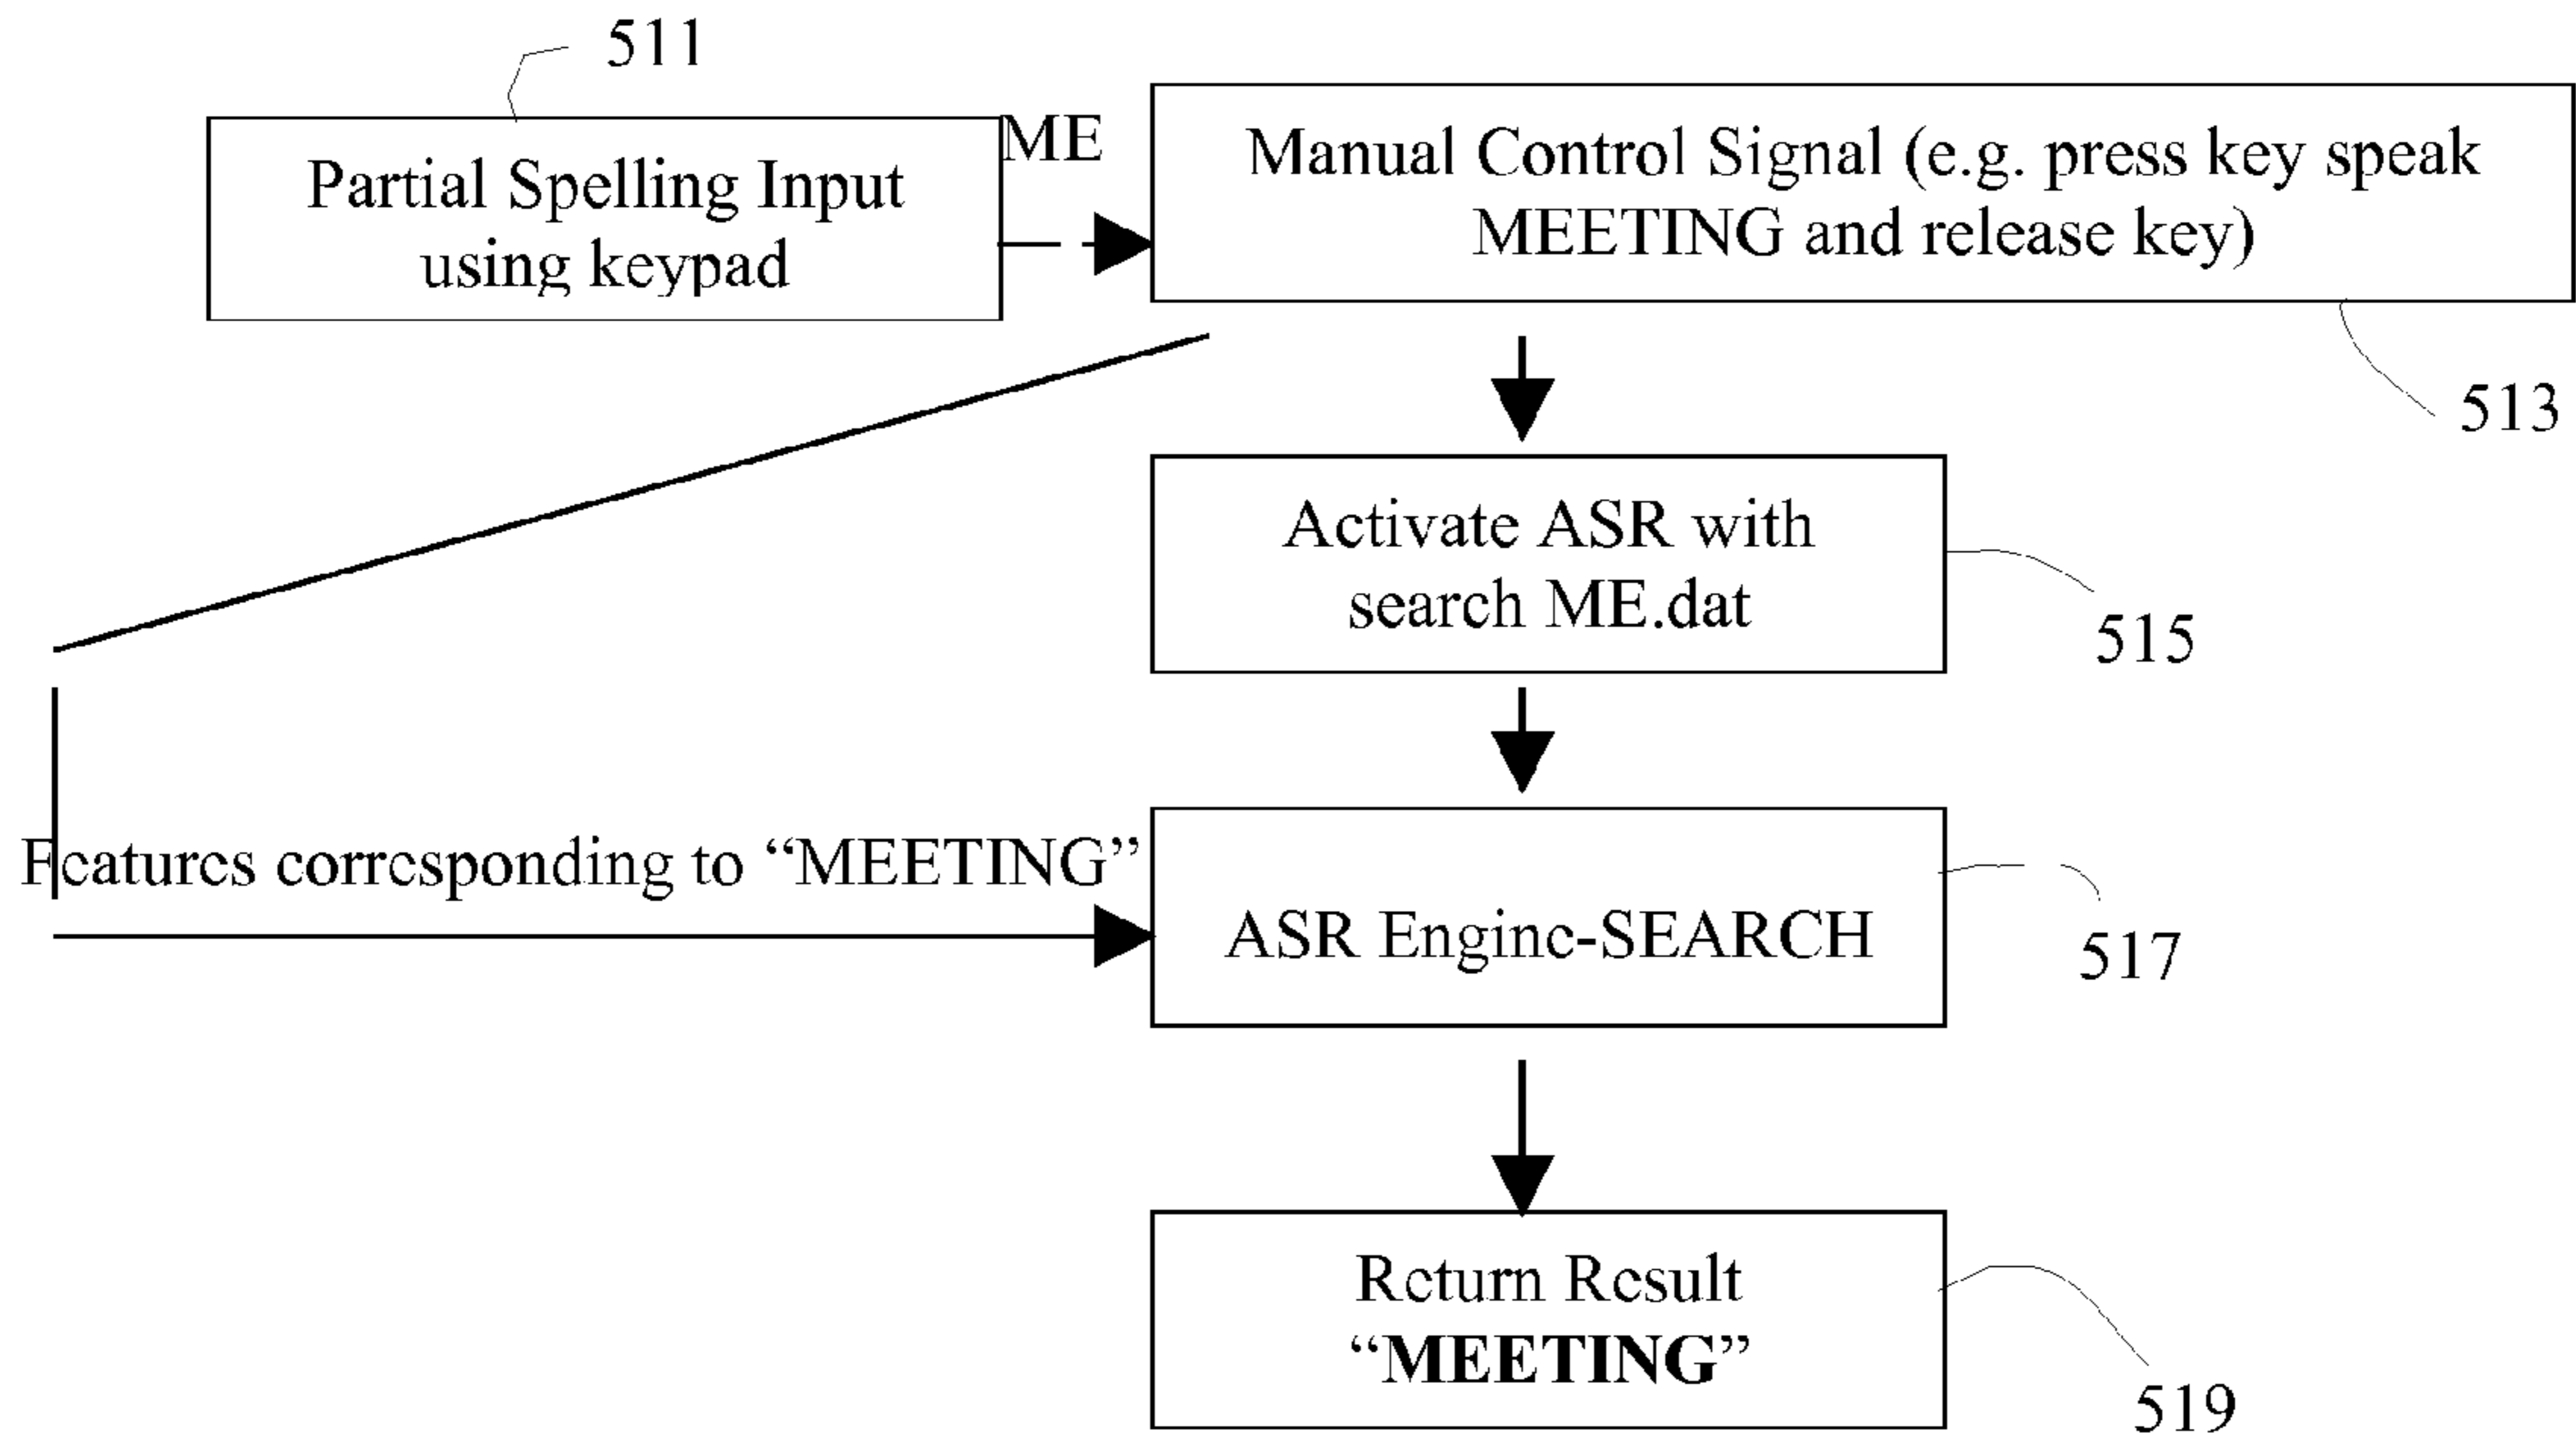 511
Partial Spelling Input
using keypad
ME
Manual Control Signal (e.g. press key speak
MEETING and release key)
513
Activate ASR with
search ME.dat
515
Features corresponding to “MEETING”
ASR Engine-SEARCH
517
Return Result
“MEETING”
519